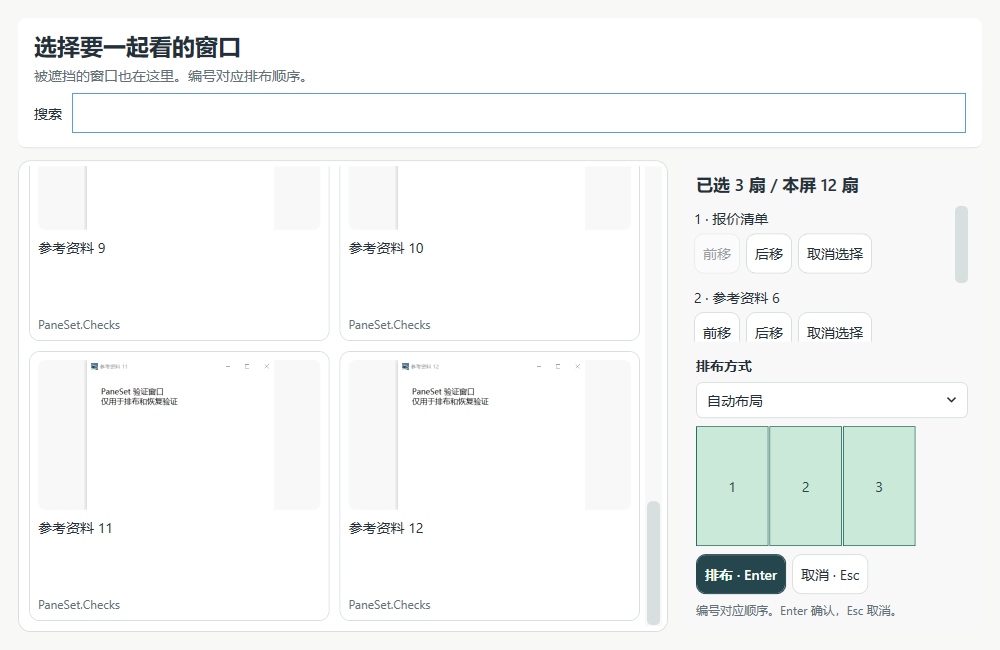 选择要一起看的窗口
被遮挡的窗口也在这里。编号对应排布顺序。
搜索
参考资料 9
PaneSet.Checks
参考资料 10
PaneSet.Checks
参考资料 11
PaneSet 验证窗口
仅用于排布和恢复验证
参考资料 11
PaneSet.Checks
参考资料 12
PaneSet 验证窗口
仅用于排布和恢复验证
参考资料 12
PaneSet.Checks
已选 3 扇 / 本屏 12 扇
1 · 报价清单
前移 后移 取消选择
2 · 参考资料 6
前移 后移 取消选择
排布方式
自动布局
1 2 3
排布 · Enter 取消 · Esc
编号对应顺序。Enter 确认，Esc 取消。